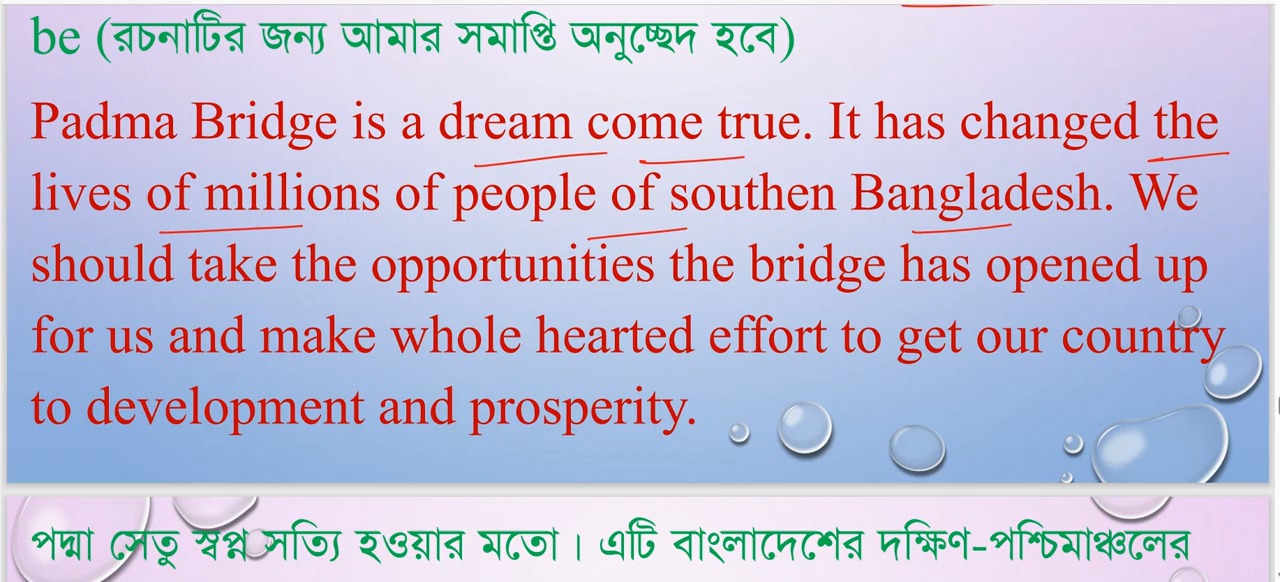 be (রচনাটির জন্য আমার সমাপ্তি অনুচ্ছেদ হবে)
Padma Bridge is a dream come true. It has changed the
lives of millions of people of southen Bangladesh. We
should take the opportunities the bridge has opened up
for us and make whole hearted effort to get our country
to development and prosperity.
পদ্মা সেতু স্বপ্ন সত্যি হওয়ার মতো। এটি বাংলাদেশের দক্ষিণ-পশ্চিমাঞ্চলের